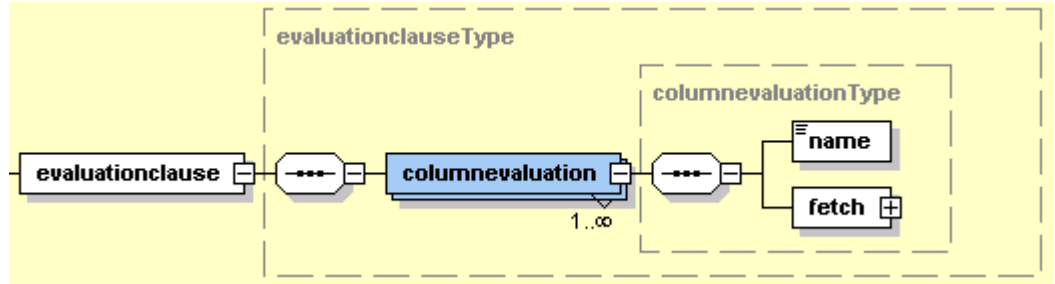 evaluationclauseType
columnevaluationType
name
evaluationclause
columnevaluation
fetch
1..∞